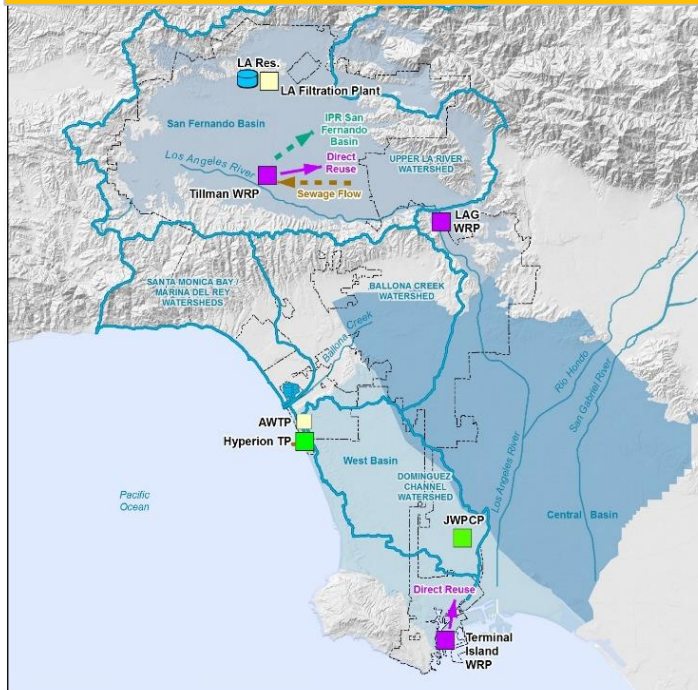 LA Res.
LA Filtration Plant
San Fernando Basin
IPR San
Fernando
Basin
Los Angeles River
Direct
Reuse
UPPER LA RIVER
WATERSHED
Tillman WRP
Sewage Flow
LAG
WRP
SANTA MONICA BAY /
MARINA DEL REY
WATERSHEDS
BALLONA CREEK
WATERSHED
Ballona Creek
Rio Hondo
San Gabriel River
AWTP
Hyperion TP
West Basin
Los Angeles River
DOMINGUEZ
CHANNEL
WATERSHED
Pacific
Ocean
JWPCP
Central Basin
Direct Reuse
Terminal
Island
WRP